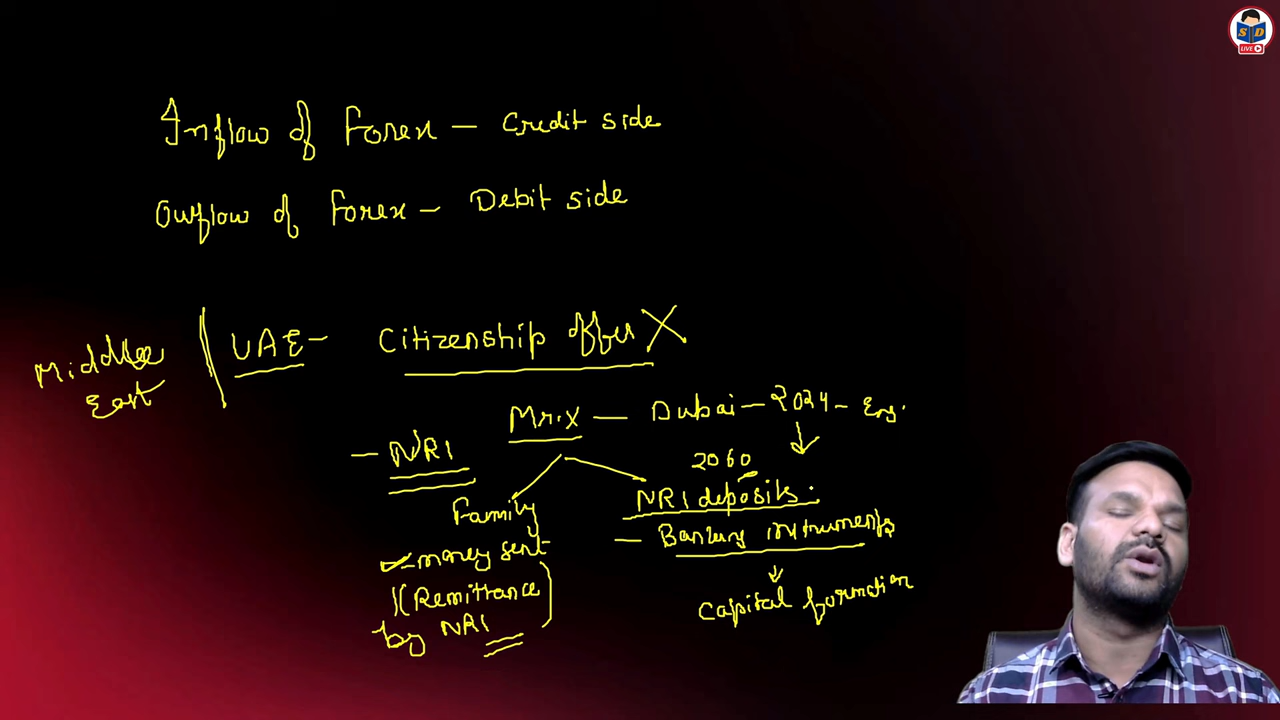 Inflow of Forex – Credit side
Outflow of Forex – Debit side
Middle East
UAE – Citizenship offer X
Mr. X – Dubai – 2024 – Eng.
– NRI
2060
Family
NRI deposits.
money sent
– Banking instruments
(Remittance
by NRI
Capital formation
S D
LIVE